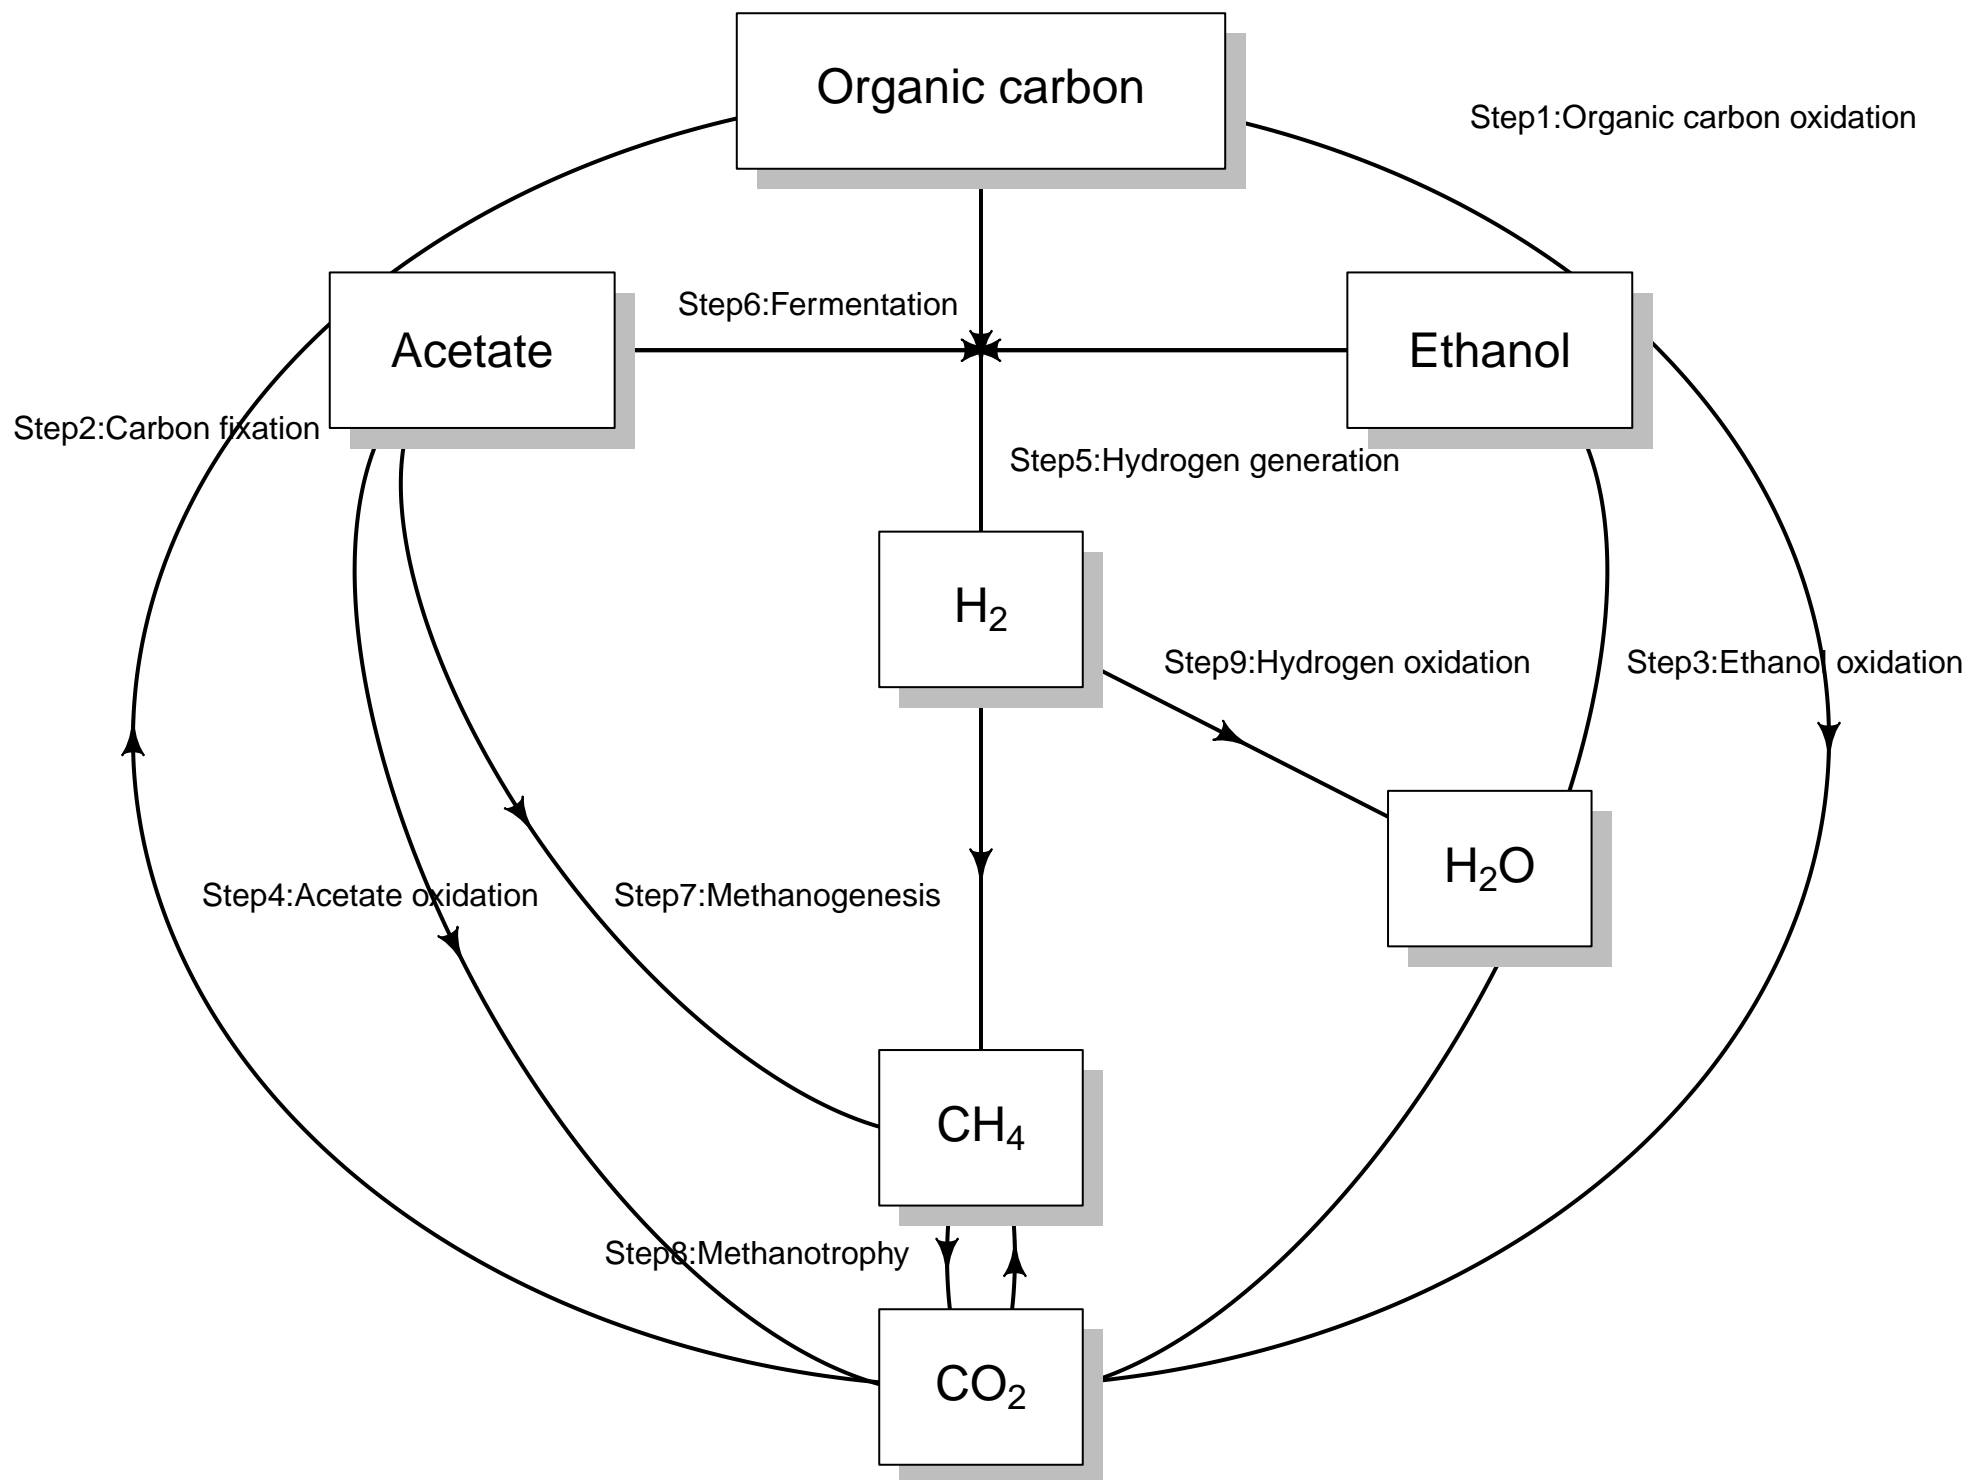 Organic carbon
Step1:Organic carbon oxidation
Step6:Fermentation
Acetate
Ethanol
Step2:Carbon fixation
Step5:Hydrogen generation
H₂
Step9:Hydrogen oxidation
Step3:Ethanol oxidation
H₂O
Step4:Acetate oxidation
Step7:Methanogenesis
CH₄
Step8:Methanotrophy
CO₂